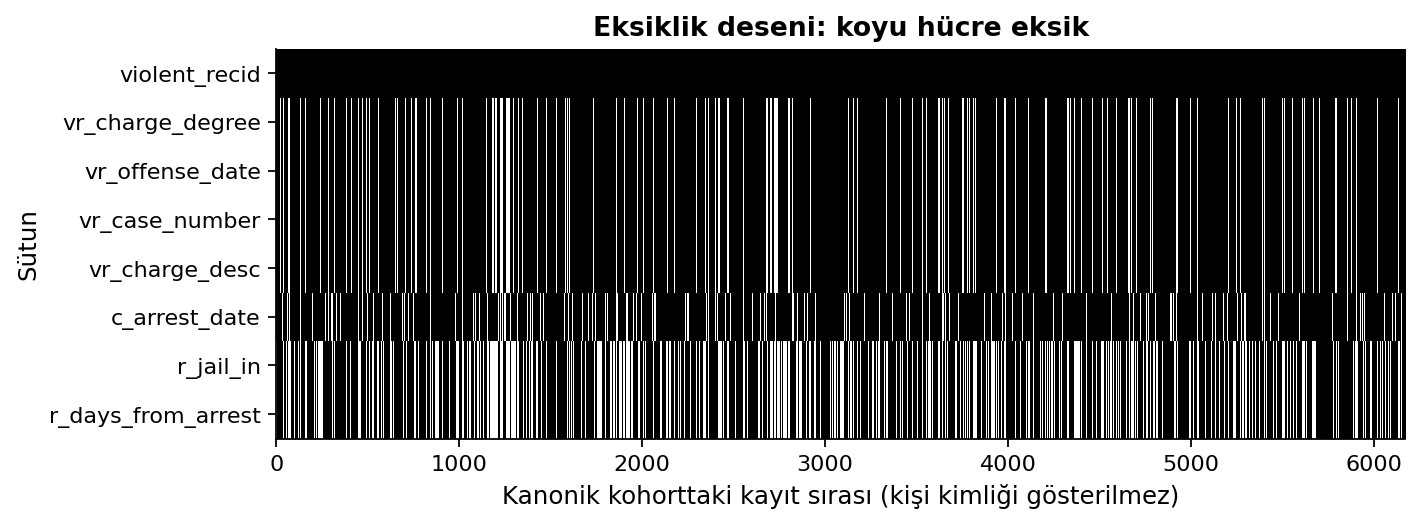 Eksiklik deseni: koyu hücre eksik
Sütun
violent_recid
vr_charge_degree
vr_offense_date
vr_case_number
vr_charge_desc
c_arrest_date
r_jail_in
r_days_from_arrest
0 1000 2000 3000 4000 5000 6000
Kanonik kohorttaki kayıt sırası (kişi kimliği gösterilmez)